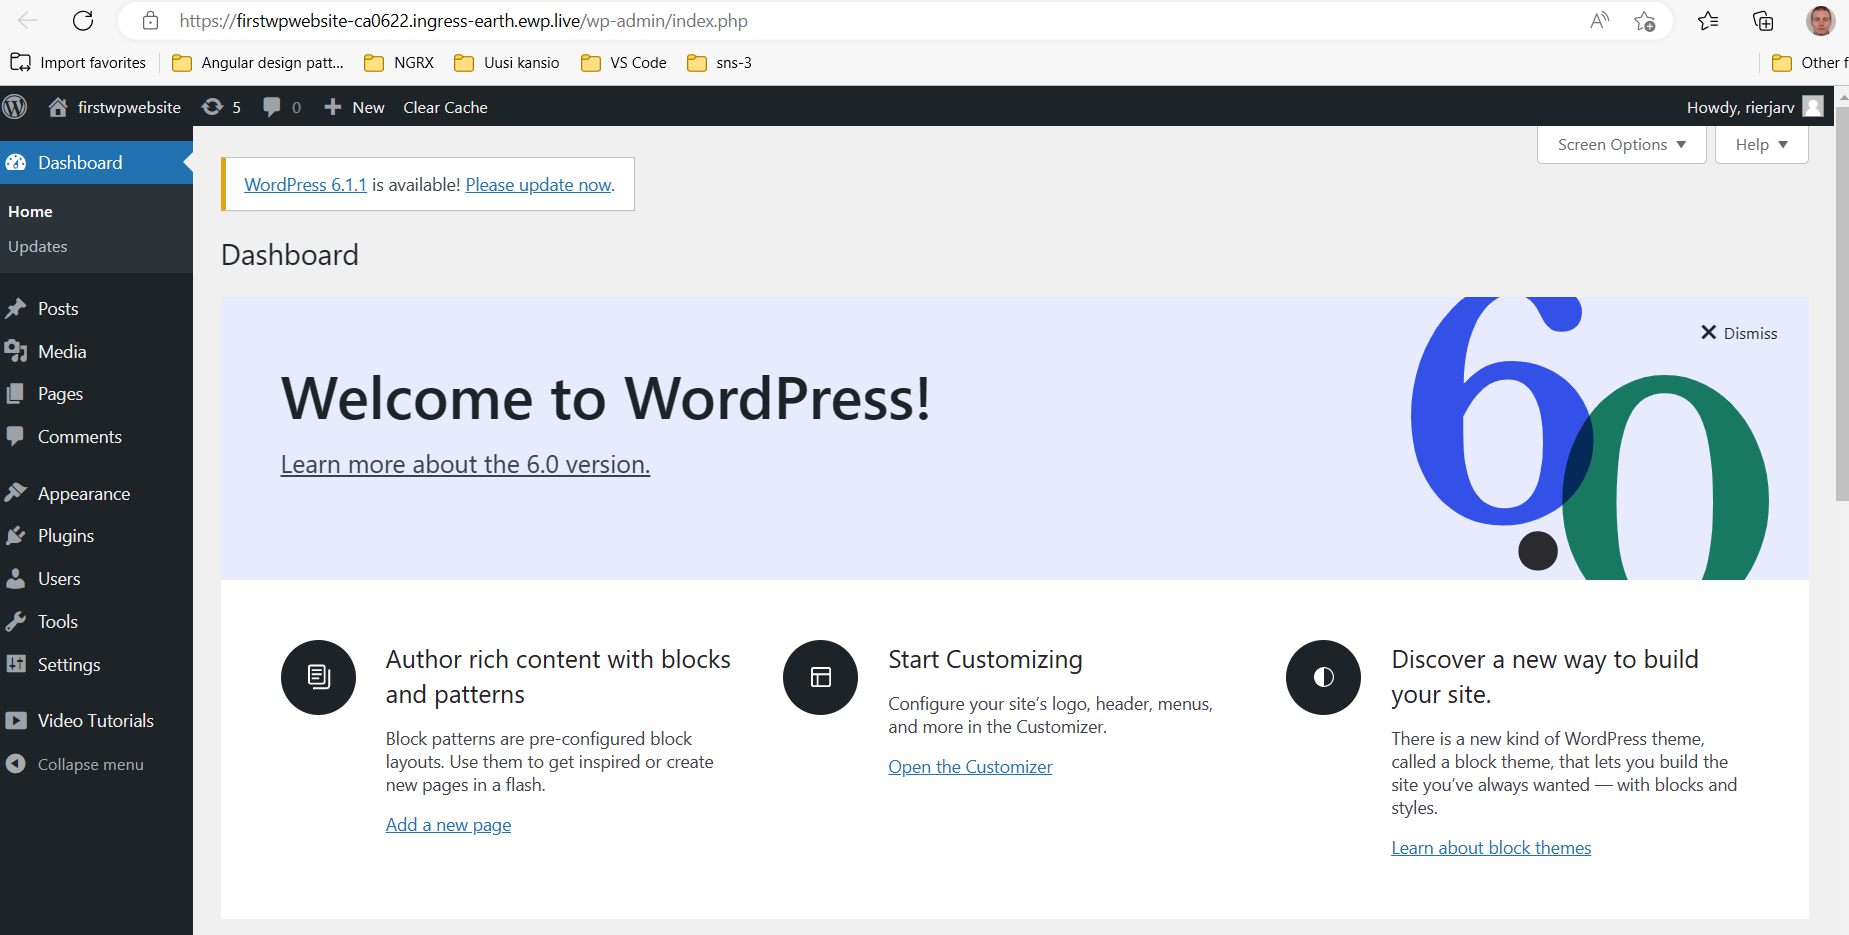 https://firstwpwebsite-ca0622.ingress-earth.ewp.live/wp-admin/index.php
Import favorites
Angular design patt...
NGRX
Uusi kansio
VS Code
sns-3
Other f
firstwpwebsite
5
0
New
Clear Cache
Howdy, rierjarv
Dashboard
Home
Updates
Posts
Media
Pages
Comments
Appearance
Plugins
Users
Tools
Settings
Video Tutorials
Collapse menu
Screen Options
Help
WordPress 6.1.1 is available! Please update now.
Dashboard
Dismiss
Welcome to WordPress!
Learn more about the 6.0 version.
6.0
Author rich content with blocks
and patterns
Block patterns are pre-configured block
layouts. Use them to get inspired or create
new pages in a flash.
Add a new page
Start Customizing
Configure your site’s logo, header, menus,
and more in the Customizer.
Open the Customizer
Discover a new way to build
your site.
There is a new kind of WordPress theme,
called a block theme, that lets you build the
site you’ve always wanted — with blocks and
styles.
Learn about block themes